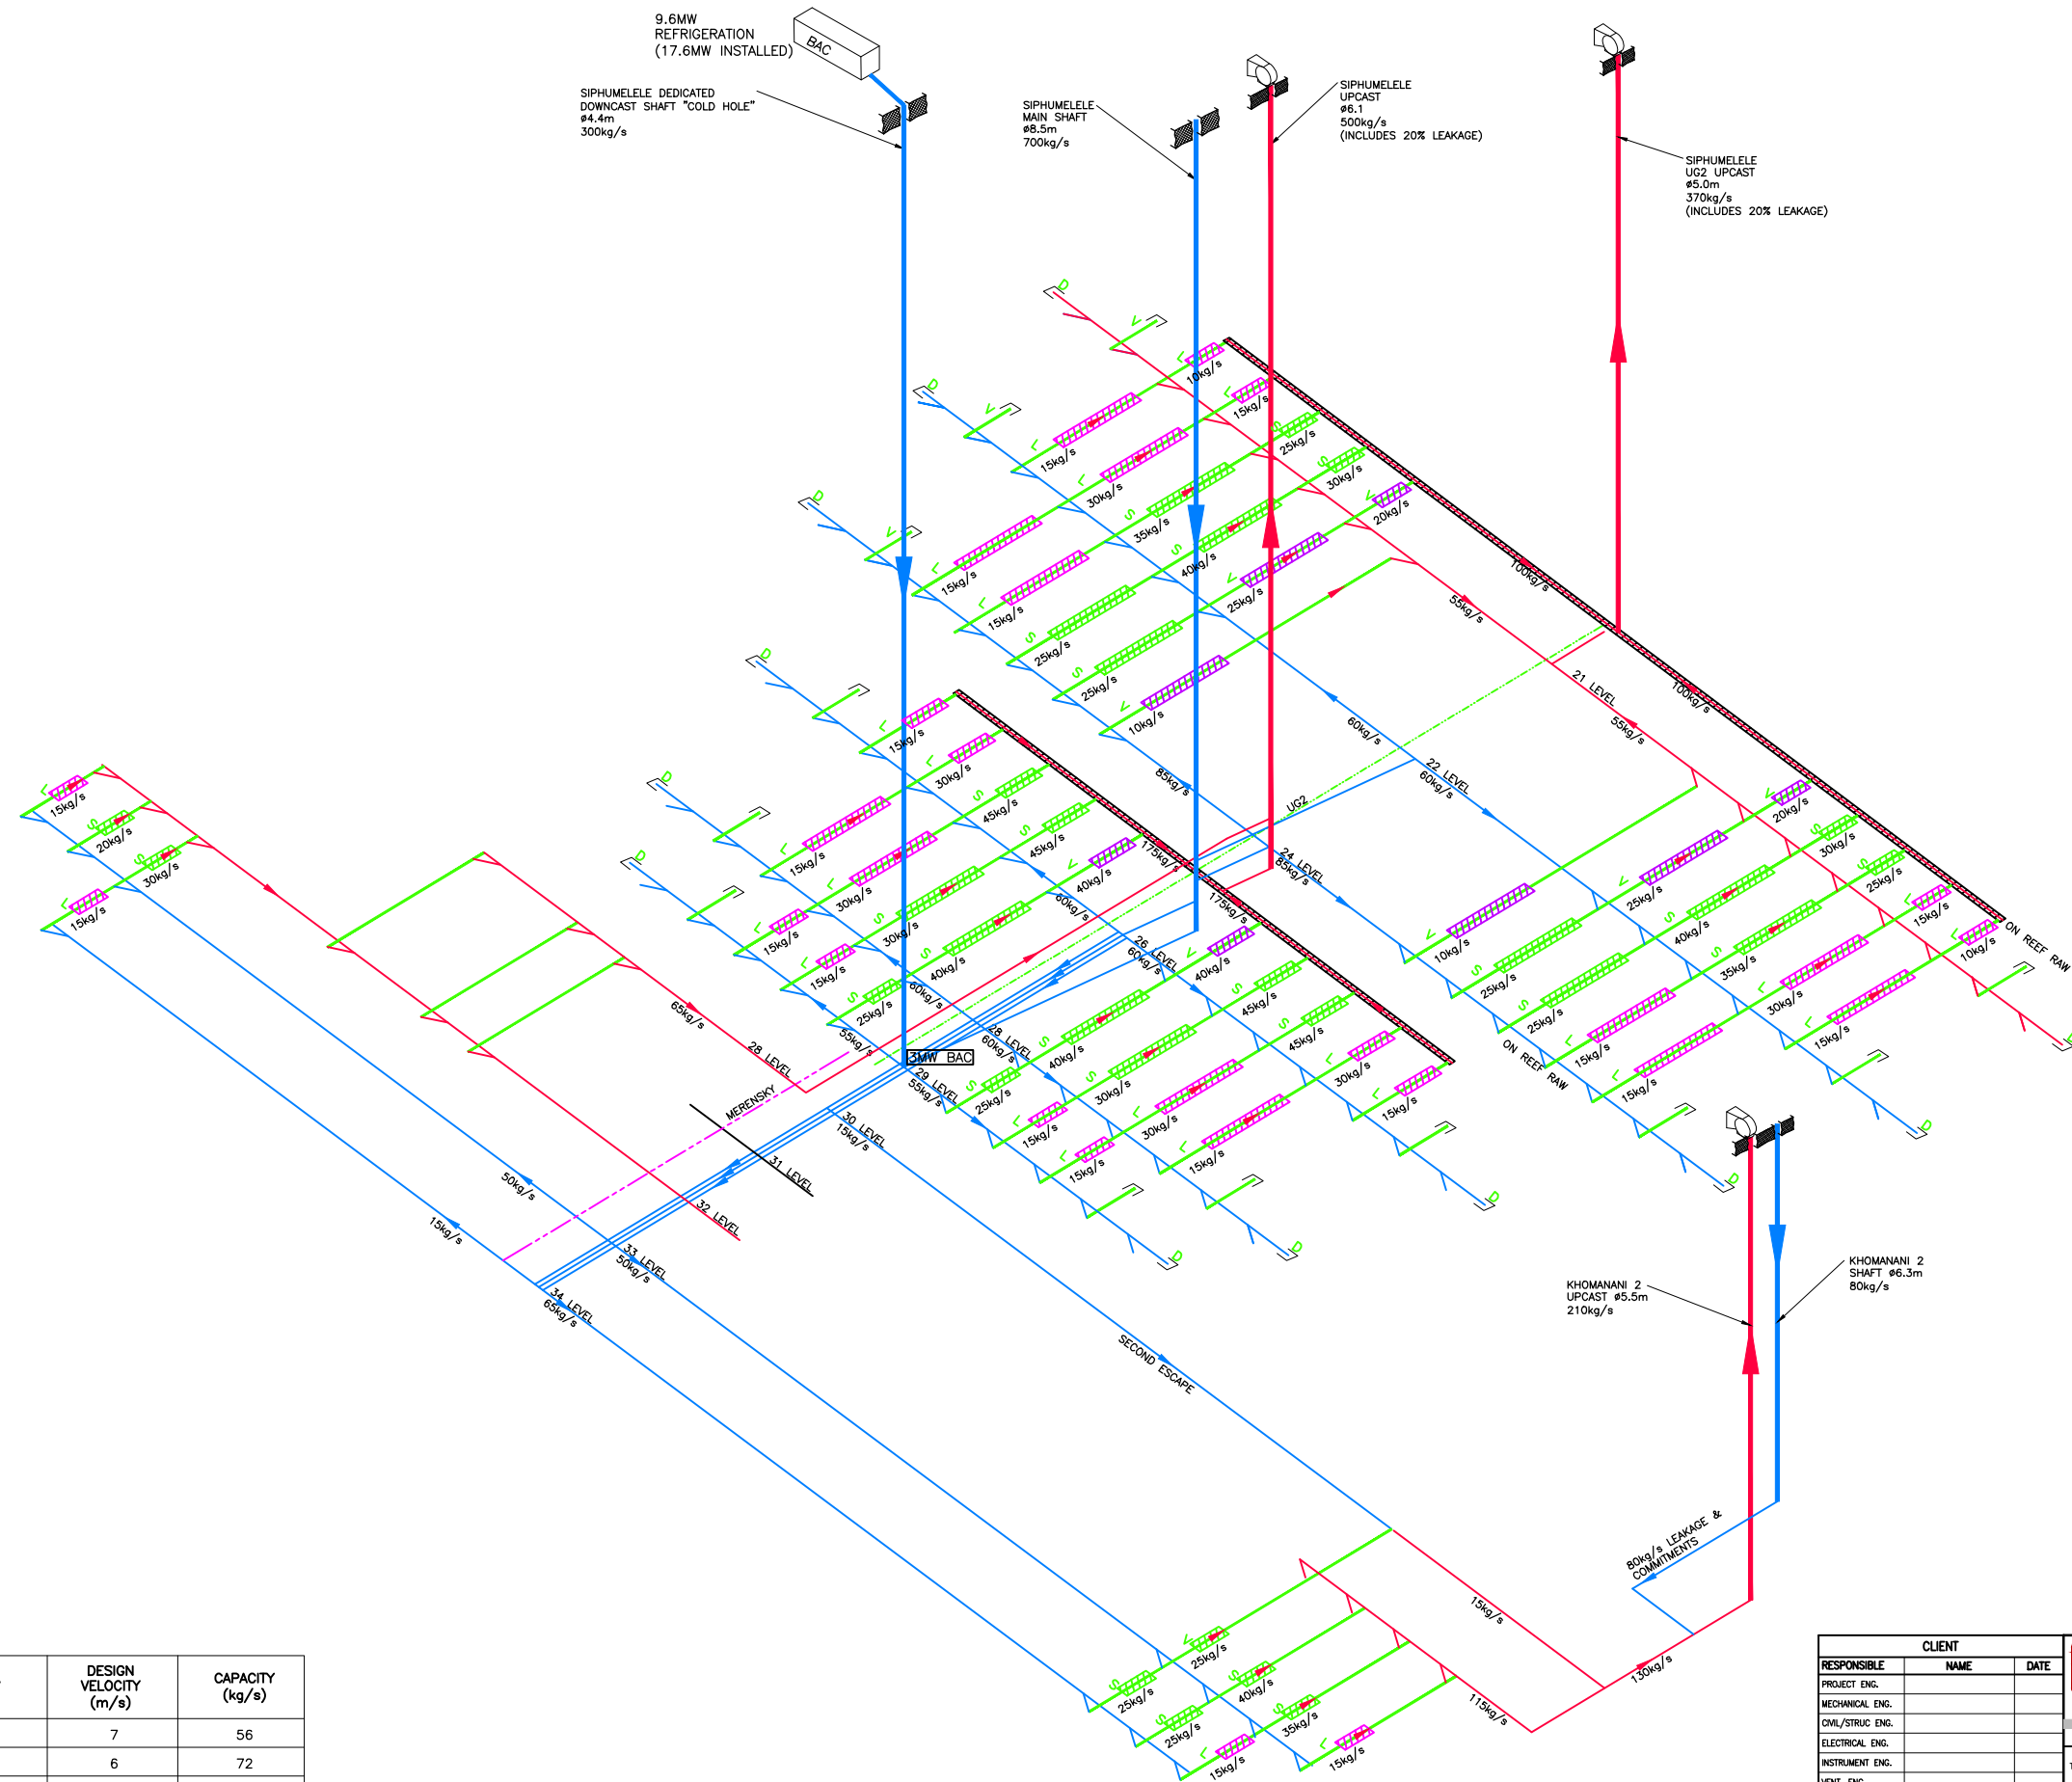 9.6MW
REFRIGERATION
(17.6MW INSTALLED)
BAC
SIPHUMELELE DEDICATED
DOWNCAST SHAFT "COLD HOLE"
ø4.4m
300kg/s
SIPHUMELELE
MAIN SHAFT
ø8.5m
700kg/s
SIPHUMELELE
UPCAST
ø6.1
500kg/s
(INCLUDES 20% LEAKAGE)
SIPHUMELELE
UG2 UPCAST
ø5.0m
370kg/s
(INCLUDES 20% LEAKAGE)
D
V
L
10kg/s
D
V
L
15kg/s
L
15kg/s
L
30kg/s
S
25kg/s
S
30kg/s
D
V
L
15kg/s
S
35kg/s
S
40kg/s
V
20kg/s
L
15kg/s
V
25kg/s
S
25kg/s
S
25kg/s
V
10kg/s
100kg/s
55kg/s
21 LEVEL
55kg/s
100kg/s
60kg/s
22 LEVEL
60kg/s
85kg/s
24 LEVEL
85kg/s
UG2
D
L
15kg/s
L
30kg/s
S
45kg/s
S
45kg/s
V
40kg/s
D
L
15kg/s
L
30kg/s
S
30kg/s
S
40kg/s
D
L
15kg/s
L
15kg/s
S
25kg/s
175kg/s
175kg/s
60kg/s
26 LEVEL
60kg/s
60kg/s
28 LEVEL
60kg/s
55kg/s
3MW BAC
29 LEVEL
55kg/s
V
40kg/s
S
45kg/s
S
45kg/s
L
30kg/s
L
15kg/s
S
40kg/s
S
30kg/s
L
30kg/s
L
15kg/s
S
25kg/s
L
15kg/s
L
15kg/s
D
D
D
V
20kg/s
S
30kg/s
S
25kg/s
L
15kg/s
L
10kg/s
V
25kg/s
S
40kg/s
S
35kg/s
L
30kg/s
L
15kg/s
V
10kg/s
S
25kg/s
S
25kg/s
L
15kg/s
L
15kg/s
ON REEF RAW
ON REEF RAW
D
D
D
L
15kg/s
S
20kg/s
S
30kg/s
L
15kg/s
65kg/s
28 LEVEL
MERENSKY
30 LEVEL
15kg/s
31 LEVEL
32 LEVEL
50kg/s
33 LEVEL
50kg/s
15kg/s
34 LEVEL
65kg/s
SECOND ESCAPE
KHOMANANI 2
UPCAST ø5.5m
210kg/s
KHOMANANI 2
SHAFT ø6.3m
80kg/s
80kg/s LEAKAGE &
COMMITMENTS
15kg/s
130kg/s
115kg/s
V
25kg/s
S
25kg/s
S
40kg/s
S
25kg/s
S
35kg/s
L
15kg/s
L
15kg/s
DESIGN
VELOCITY
(m/s)
CAPACITY
(kg/s)
7 56
6 72
CLIENT
RESPONSIBLE NAME DATE
PROJECT ENG.
MECHANICAL ENG.
CIVIL/STRUC ENG.
ELECTRICAL ENG.
INSTRUMENT ENG.
VENT. ENG.